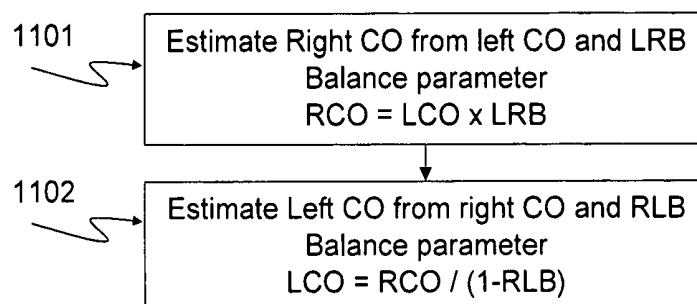 1101
Estimate Right CO from left CO and LRB
Balance parameter
RCO = LCO x LRB
1102
Estimate Left CO from right CO and RLB
Balance parameter
LCO = RCO / (1-RLB)